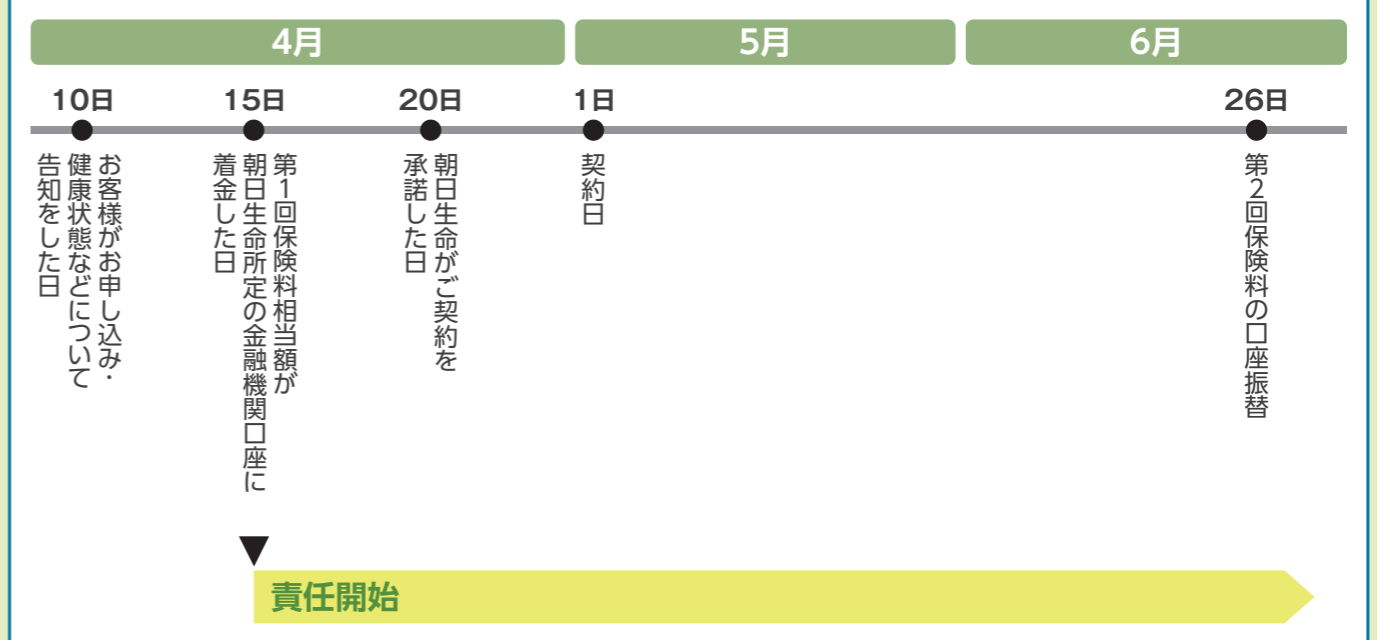 4月
5月
6月
10日
15日
20日
1日
26日
お客様がお申し込み・
健康状態などについて
告知をした日
第1回保険料相当額が
朝日生命所定の金融機関口座に
着金した日
朝日生命がご契約を
承諾した日
契約日
第2回保険料の口座振替
責任開始